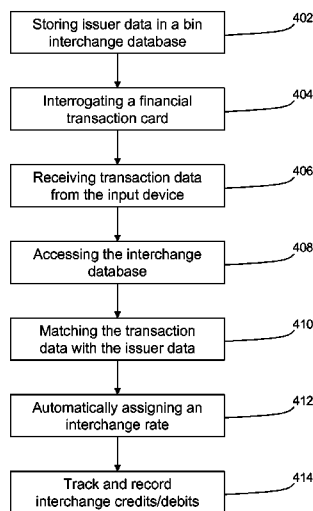 Storing issuer data in a bin
interchange database
402
Interrogating a financial
transaction card
404
Receiving transaction data
from the input device
406
Accessing the interchange
database
408
Matching the transaction
data with the issuer data
410
Automatically assigning an
interchange rate
412
Track and record
interchange credits/debits
414